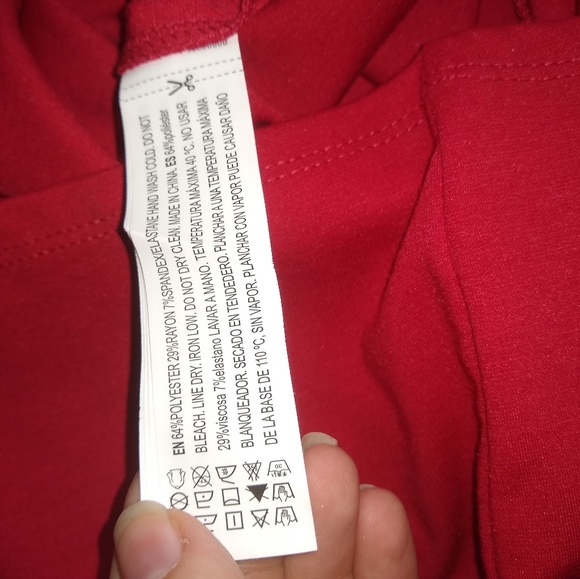 EN 64%POLYESTER 29%RAYON 7%SPANDEX/ELASTANE HAND WASH COLD. DO NOT
BLEACH. LINE DRY. IRON LOW. DO NOT DRY CLEAN. MADE IN CHINA. ES 64%poliéster
29%viscosa 7%elastano LAVAR A MANO. TEMPERATURA MÁXIMA 40 ºC. NO USAR
BLANQUEADOR. SECADO EN TENDEDERO. PLANCHAR A UNA TEMPERATURA MÁXIMA
DE LA BASE DE 110 ºC, SIN VAPOR. PLANCHAR CON VAPOR PUEDE CAUSAR DAÑO
30